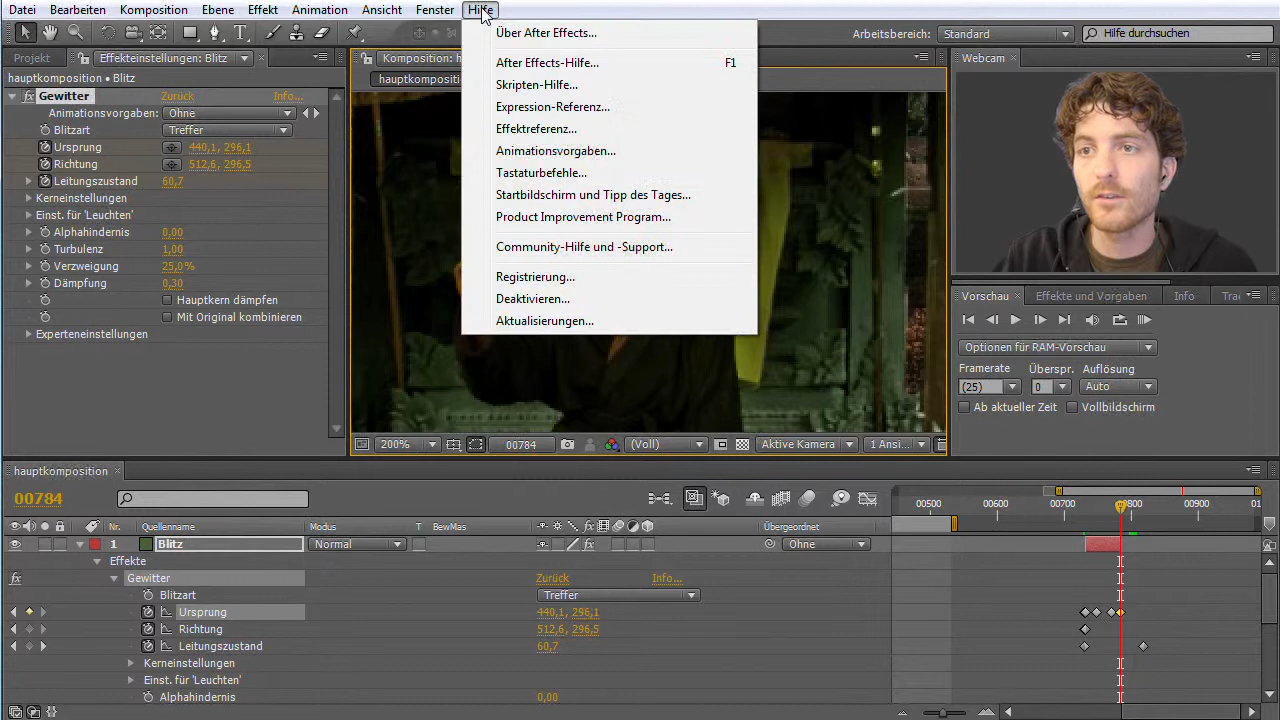 Datei Bearbeiten Komposition Ebene Effekt Animation Ansicht Fenster Hilfe
Arbeitsbereich: Standard Hilfe durchsuchen
Projekt Effekteinstellungen: Blitz
hauptkomposition • Blitz
fx Gewitter Zurück Info...
Animationsvorgaben: Ohne
Blitzart Treffer
Ursprung 440,1, 296,1
Richtung 512,6, 296,5
Leitungszustand 60,7
Kerneinstellungen
Einst. für 'Leuchten'
Alphahindernis 0,00
Turbulenz 1,00
Verzweigung 25,0%
Dämpfung 0,30
Hauptkern dämpfen
Mit Original kombinieren
Experteneinstellungen
Komposition: h
hauptkompositi
Über After Effects...
After Effects-Hilfe... F1
Skripten-Hilfe...
Expression-Referenz...
Effektreferenz...
Animationsvorgaben...
Tastaturbefehle...
Startbildschirm und Tipp des Tages...
Product Improvement Program...
Community-Hilfe und -Support...
Registrierung...
Deaktivieren...
Aktualisierungen...
200% 00784 (Voll) Aktive Kamera 1 Ansi...
Webcam
Vorschau Effekte und Vorgaben Info Tra
Optionen für RAM-Vorschau
Framerate Überspr. Auflösung
(25) 0 Auto
Ab aktueller Zeit Vollbildschirm
hauptkomposition
00784
00500 00600 00700 00800 00900 01
Nr. Quellenname Modus T BewMas Übergeordnet
1 Blitz Normal fx Ohne
Effekte
fx Gewitter Zurück Info...
Blitzart Treffer
Ursprung 440,1, 296,1
Richtung 512,6, 296,5
Leitungszustand 60,7
Kerneinstellungen
Einst. für 'Leuchten'
Alphahindernis 0,00